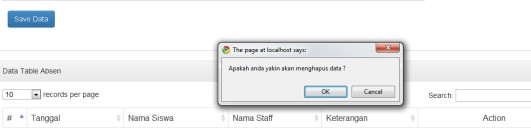 Save Data
The page at localhost says:
Data Table Absen
Apakah anda yakin akan menghapus data ?
OK Cancel
10 records per page
Search:
# Tanggal Nama Siswa Nama Staff Keterangan Action